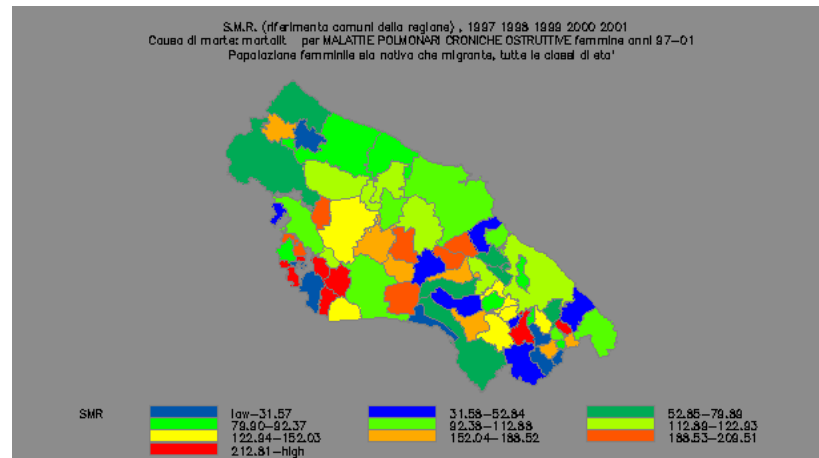 S.M.R. (riferimento comuni della regione) , 1997 1998 1999 2000 2001
Causa di morte: mortalit per MALATTIE POLMONARI CRONICHE OSTRUTTIVE femmine anni 97-01
Popolazione femminile sia nativa che migrante, tutte le classi di eta'
SMR low-31.57 31.58-52.84 52.85-79.89
79.90-92.37 92.38-112.88 112.89-122.93
122.94-152.03 152.04-188.52 188.53-209.51
212.81-high